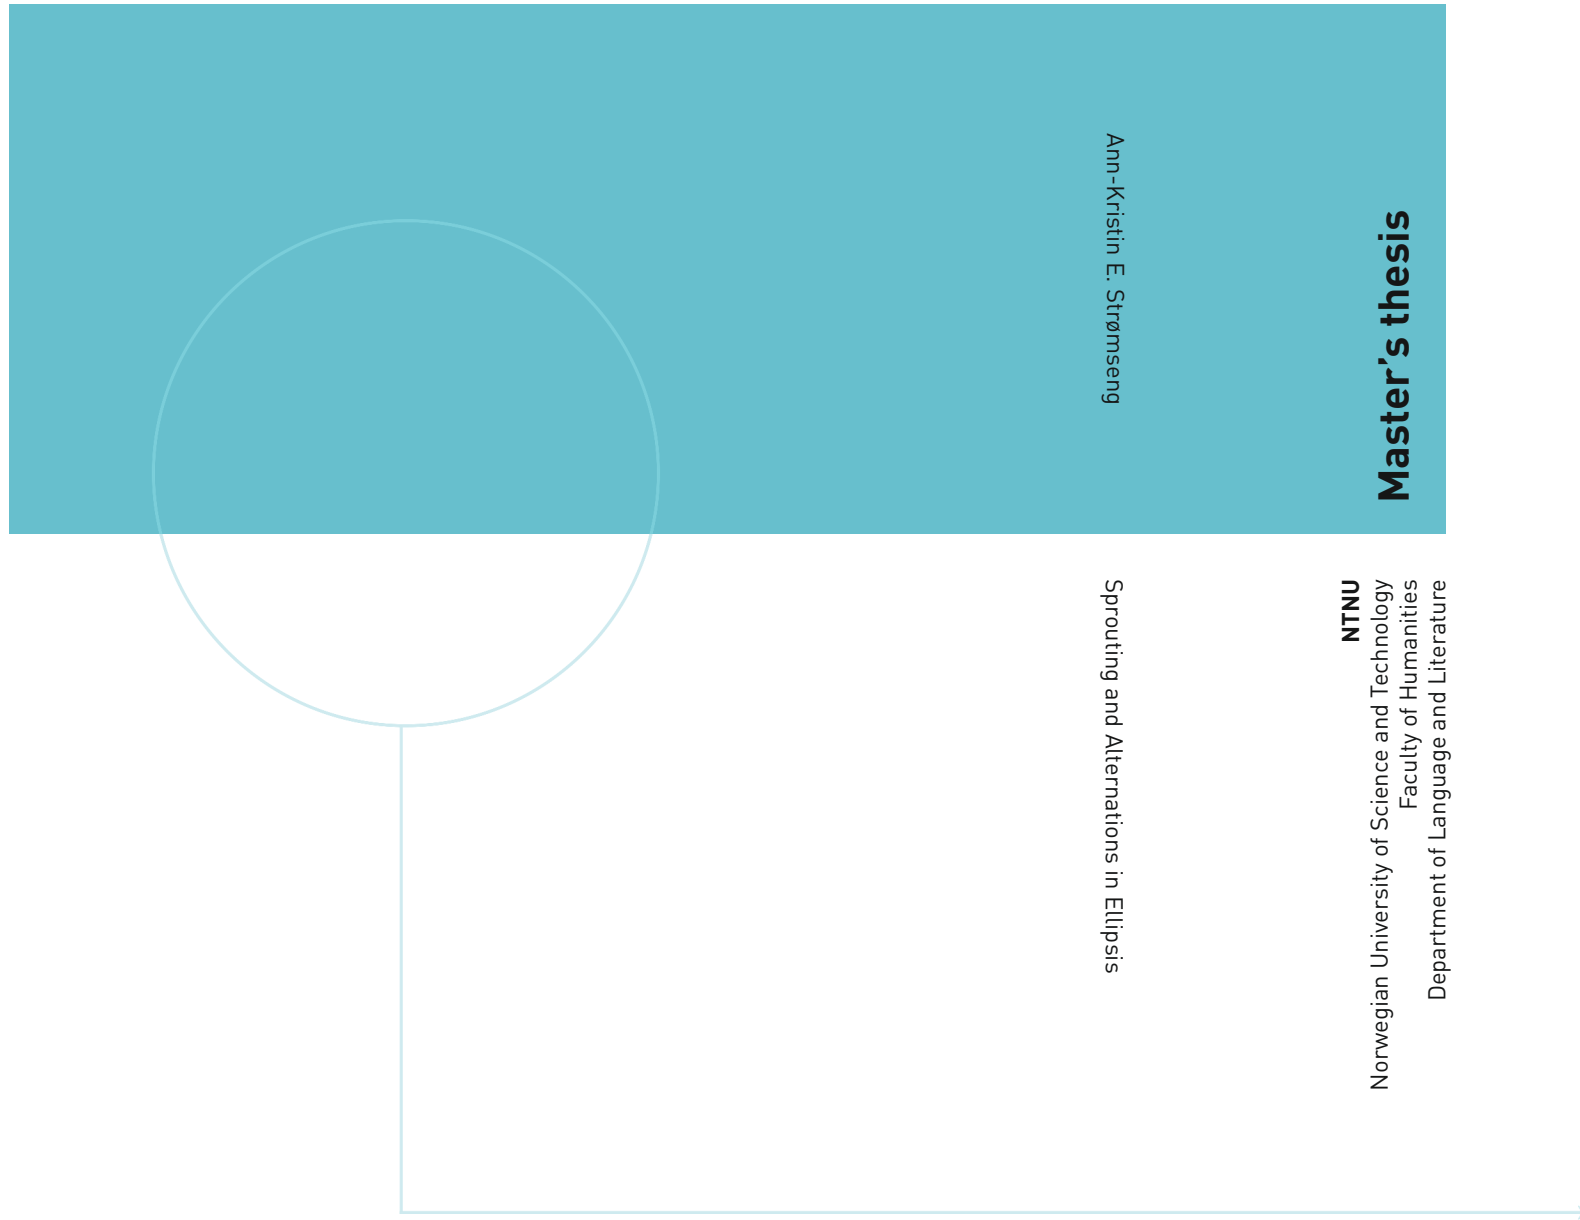 Ann-Kristin E. Strømseng
Sprouting and Alternations in Ellipsis
Master's thesis
NTNU
Norwegian University of Science and Technology
Faculty of Humanities
Department of Language and Literature